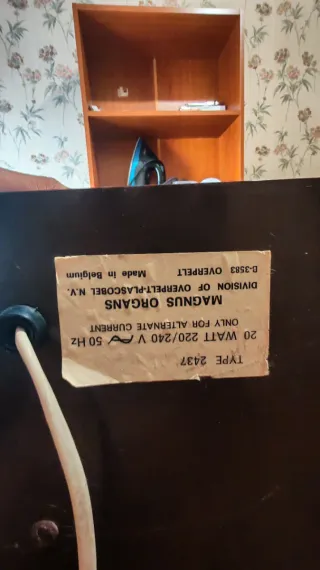 TYPE 2437
20 WATT 220/240 V ~ 50 Hz
ONLY FOR ALTERNATE CURRENT
MAGNUS ORGANS
DIVISION OF OVERPELT-PLASCOBEL N.V.
B-3583 OVERPELT Made in Belgium